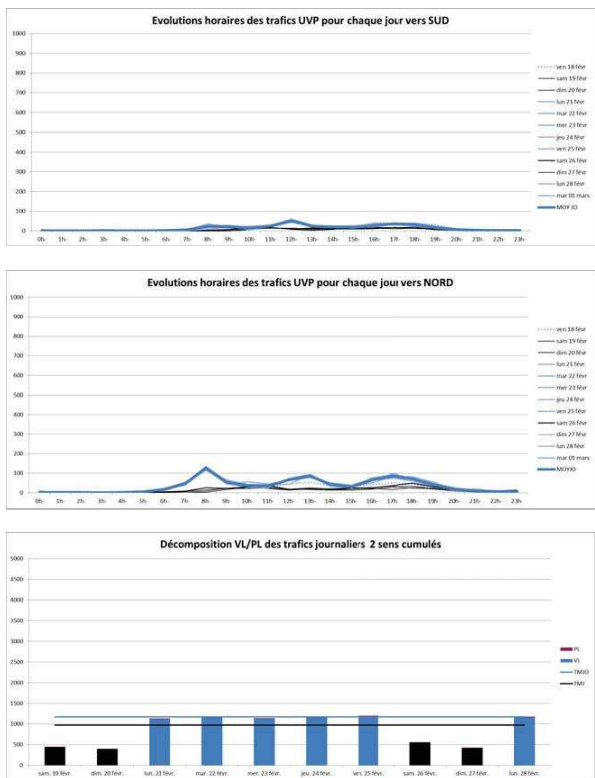 Evolutions horaires des trafics UVP pour chaque jour vers SUD
1000
900
800
700
600
500
400
300
200
100
0
0h
1h
2h
3h
4h
5h
6h
7h
8h
9h
10h
11h
12h
13h
14h
15h
16h
17h
18h
19h
20h
21h
22h
23h
ven 18 févr
sam 19 févr
dim 20 févr
lun 21 févr
mar 22 févr
mer 23 févr
jeu 24 févr
ven 25 févr
sam 26 févr
dim 27 févr
lun 28 févr
mar 01 mars
MOY JO
Evolutions horaires des trafics UVP pour chaque jour vers NORD
1000
900
800
700
600
500
400
300
200
100
0
0h
1h
2h
3h
4h
5h
6h
7h
8h
9h
10h
11h
12h
13h
14h
15h
16h
17h
18h
19h
20h
21h
22h
23h
ven 18 févr
sam 19 févr
dim 20 févr
lun 21 févr
mar 22 févr
mer 23 févr
jeu 24 févr
ven 25 févr
sam 26 févr
dim 27 févr
lun 28 févr
mar 01 mars
MOYJO
Décomposition VL/PL des trafics journaliers 2 sens cumulés
5000
4500
4000
3500
3000
2500
2000
1500
1000
500
0
sam. 19 févr.
dim. 20 févr.
lun. 21 févr.
mar. 22 févr.
mer. 23 févr.
jeu. 24 févr.
ven. 25 févr.
sam. 26 févr.
dim. 27 févr.
lun. 28 févr.
PL
VL
TMJO
TMJ